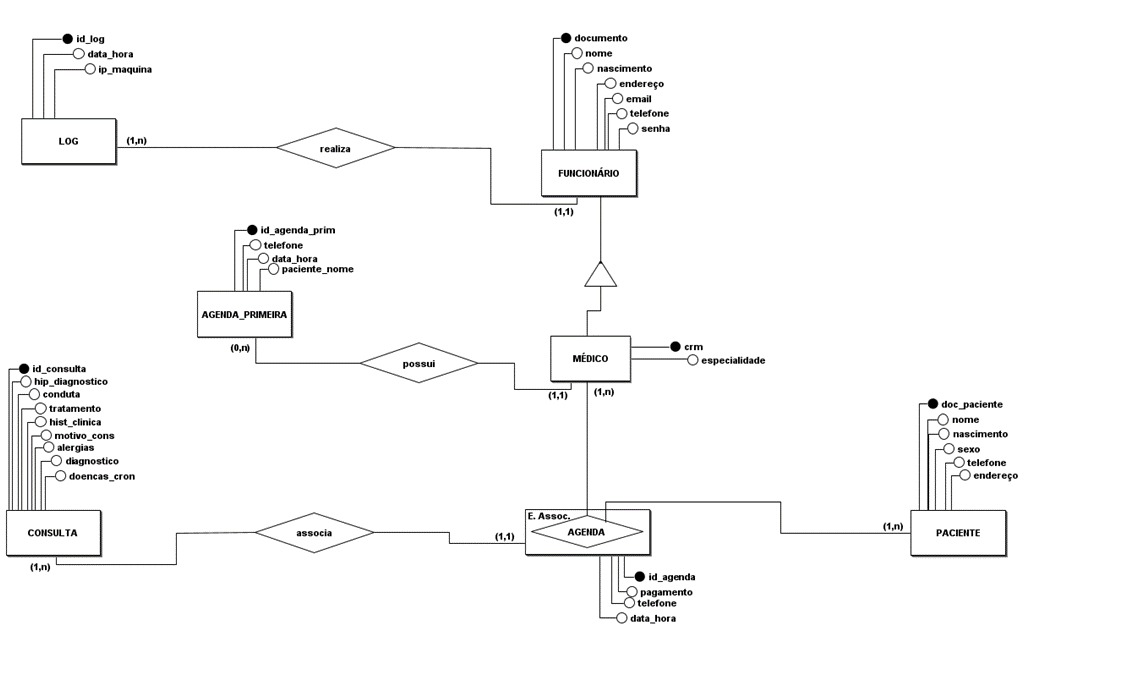 id_log
data_hora
ip_maquina
LOG
(1,n)
realiza
documento
nome
nascimento
endereço
email
telefone
senha
FUNCIONÁRIO
(1,1)
id_agenda_prim
telefone
data_hora
paciente_nome
AGENDA_PRIMEIRA
(0,n)
possui
MÉDICO
crm
especialidade
(1,1)
(1,n)
id_consulta
hip_diagnostico
conduta
tratamento
hist_clinica
motivo_cons
alergias
diagnostico
doencas_cron
CONSULTA
(1,n)
associa
(1,1)
E. Assoc.
AGENDA
id_agenda
pagamento
telefone
data_hora
doc_paciente
nome
nascimento
sexo
telefone
endereço
(1,n)
PACIENTE